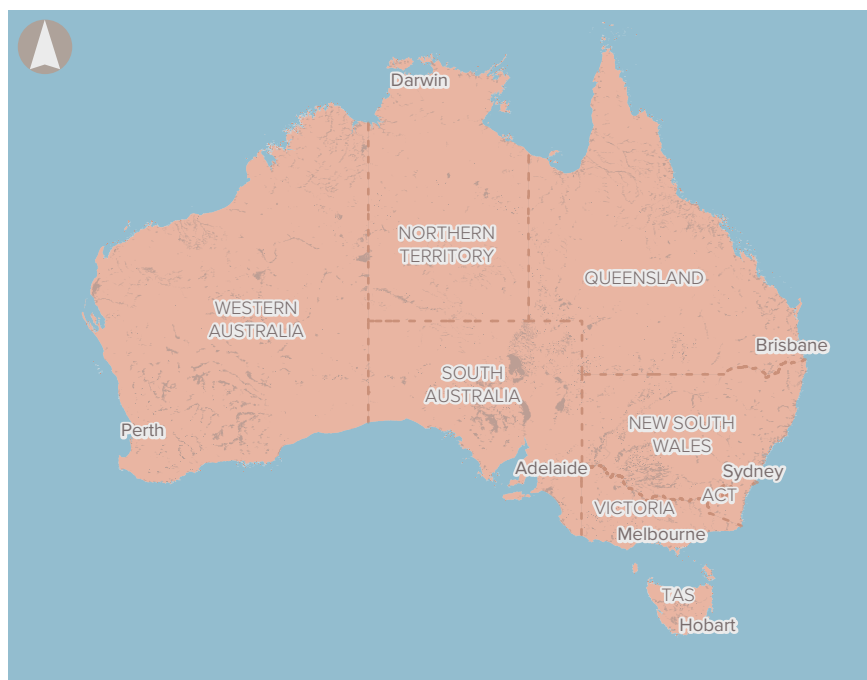 Darwin
NORTHERN
TERRITORY
QUEENSLAND
WESTERN
AUSTRALIA
Brisbane
SOUTH
AUSTRALIA
NEW SOUTH
WALES
Perth
Adelaide
Sydney
ACT
VICTORIA
Melbourne
TAS
Hobart